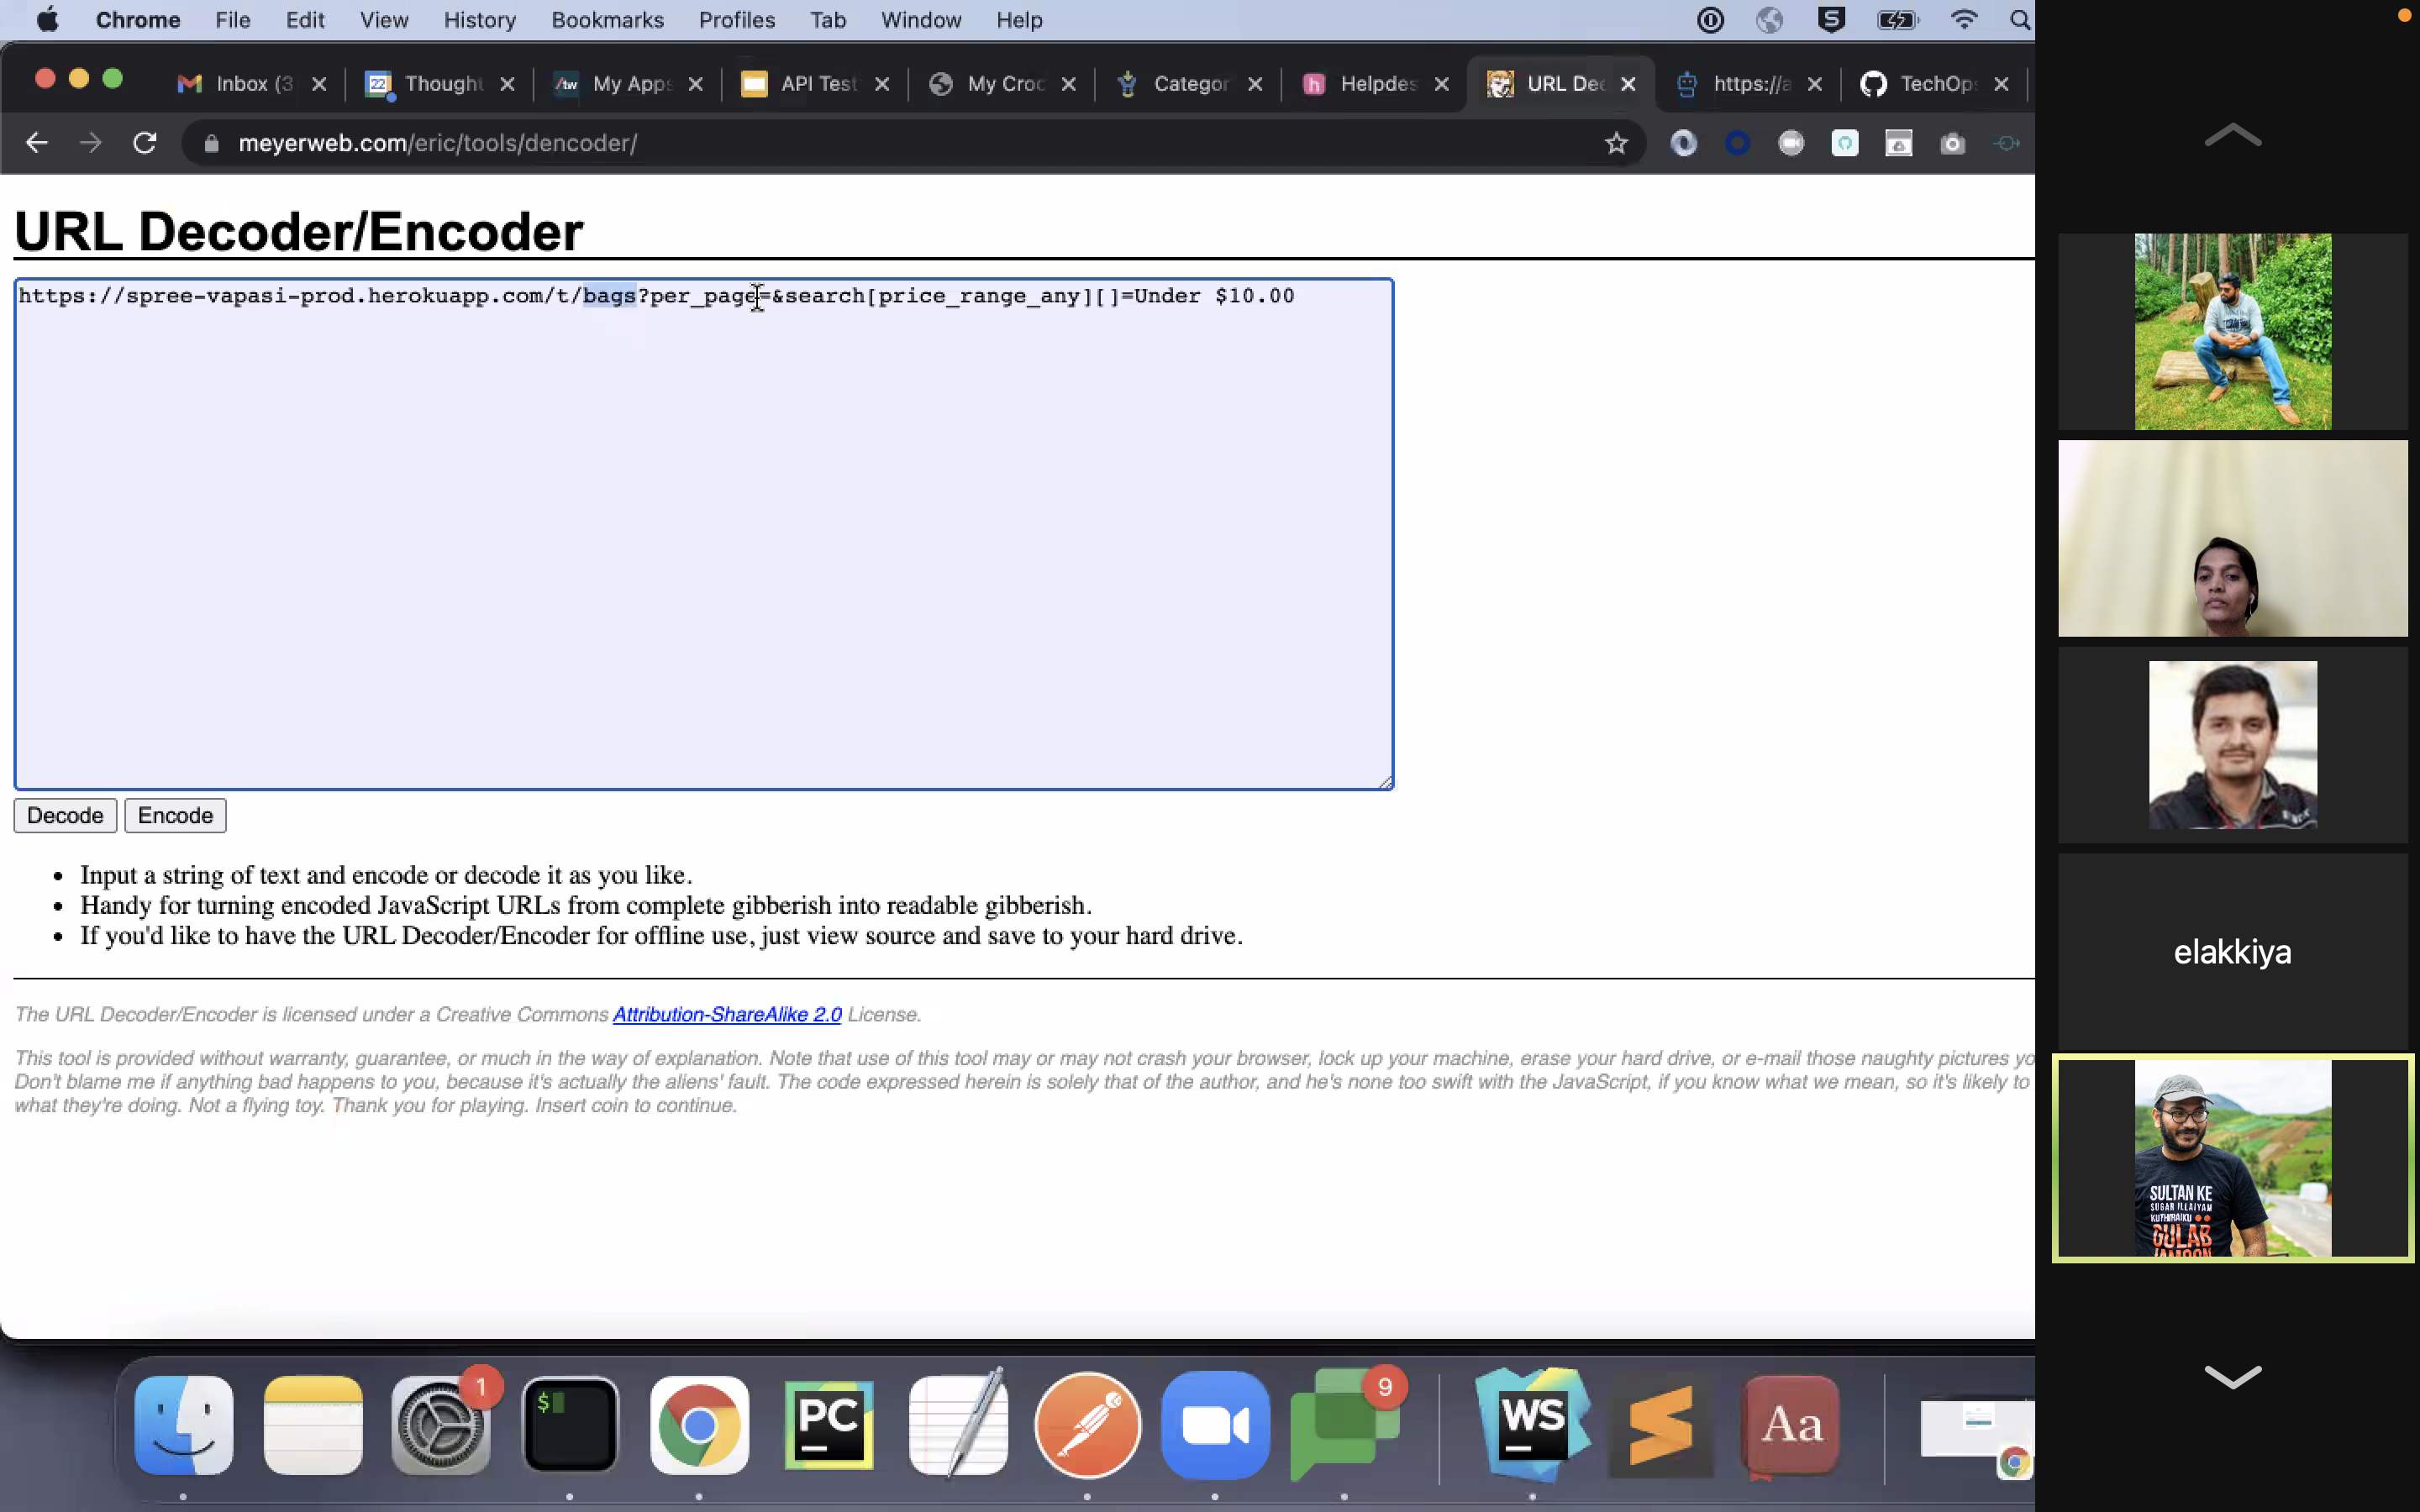 Chrome File Edit View History Bookmarks Profiles Tab Window Help
Inbox (3 Though 22 /tw My Apps API Test My Croc Categor h Helpdes URL Dec https://a TechOp
meyerweb.com/eric/tools/dencoder/
URL Decoder/Encoder
https://spree-vapasi-prod.herokuapp.com/t/bags?per_page=&search[price_range_any][]=Under $10.00
Decode Encode
• Input a string of text and encode or decode it as you like.
• Handy for turning encoded JavaScript URLs from complete gibberish into readable gibberish.
• If you'd like to have the URL Decoder/Encoder for offline use, just view source and save to your hard drive.
The URL Decoder/Encoder is licensed under a Creative Commons Attribution-ShareAlike 2.0 License.
This tool is provided without warranty, guarantee, or much in the way of explanation. Note that use of this tool may or may not crash your browser, lock up your machine, erase your hard drive, or e-mail those naughty pictures yo
Don't blame me if anything bad happens to you, because it's actually the aliens' fault. The code expressed herein is solely that of the author, and he's none too swift with the JavaScript, if you know what we mean, so it's likely to
what they're doing. Not a flying toy. Thank you for playing. Insert coin to continue.
elakkiya
SULTAN KE
SUGAR ILLAIYAM
KUTHIRAIKU
GULAB
JAMOON
1 $ PC 9 WS Aa